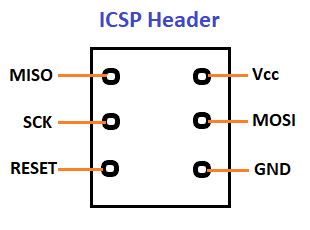 ICSP Header
MISO
Vcc
SCK
MOSI
RESET
GND